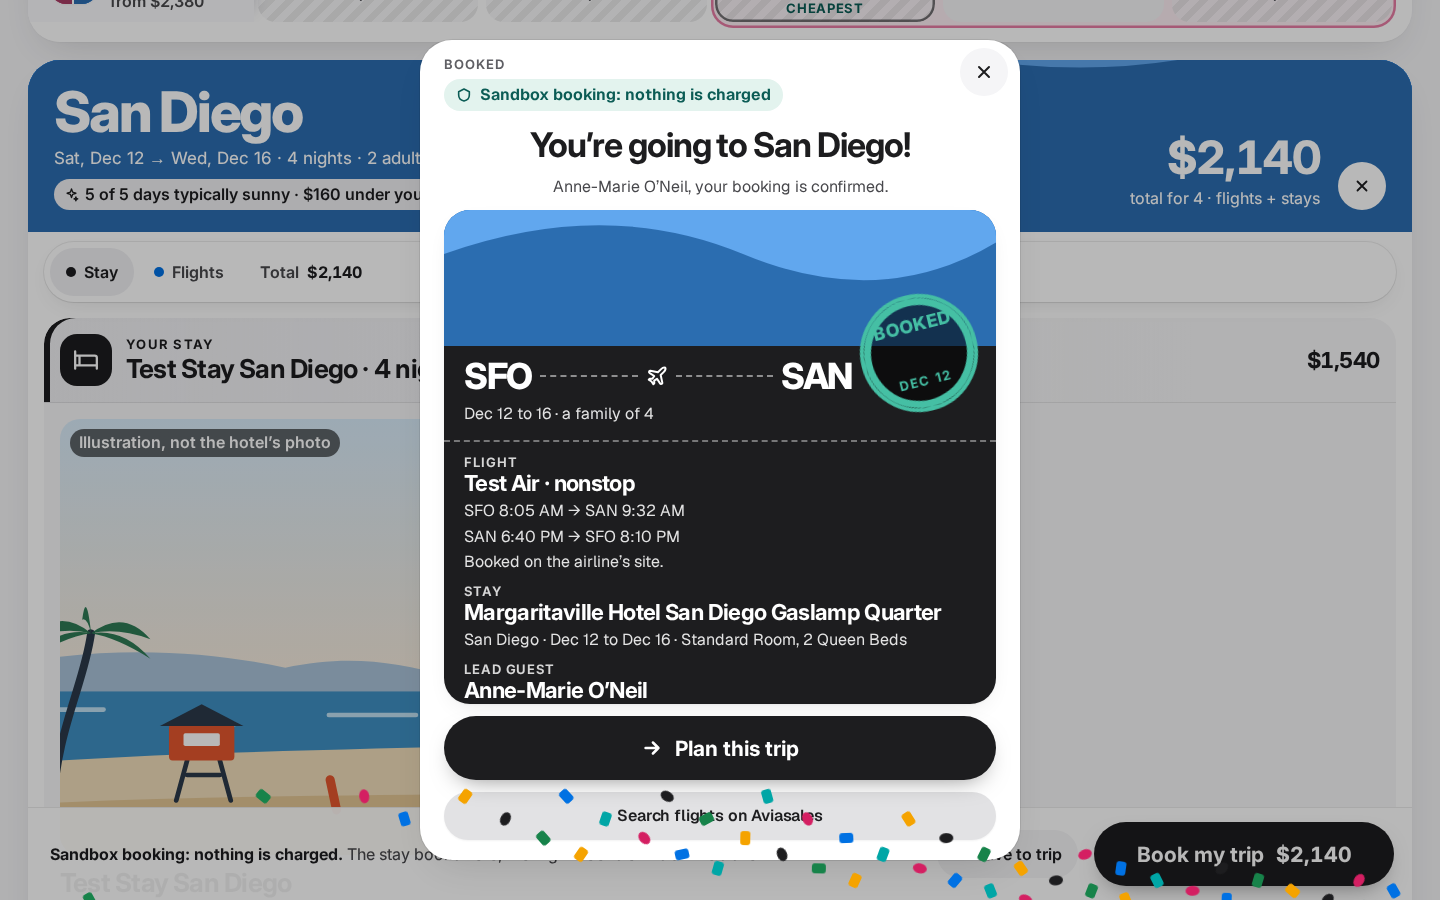 from $2,380
CHEAPEST
San Diego
Sat, Dec 12 → Wed, Dec 16 · 4 nights · 2 adult
5 of 5 days typically sunny · $160 under you
$2,140
total for 4 · flights + stays
Stay
Flights
Total $2,140
YOUR STAY
Test Stay San Diego · 4 nig
$1,540
Illustration, not the hotel’s photo
BOOKED
Sandbox booking: nothing is charged
You’re going to San Diego!
Anne-Marie O’Neil, your booking is confirmed.
BOOKED
DEC 12
SFO
SAN
Dec 12 to 16 · a family of 4
FLIGHT
Test Air · nonstop
SFO 8:05 AM → SAN 9:32 AM
SAN 6:40 PM → SFO 8:10 PM
Booked on the airline’s site.
STAY
Margaritaville Hotel San Diego Gaslamp Quarter
San Diego · Dec 12 to Dec 16 · Standard Room, 2 Queen Beds
LEAD GUEST
Anne-Marie O’Neil
→ Plan this trip
Search flights on Aviasales
Sandbox booking: nothing is charged. The stay
to trip
Book my trip $2,140
Test Stay San Diego